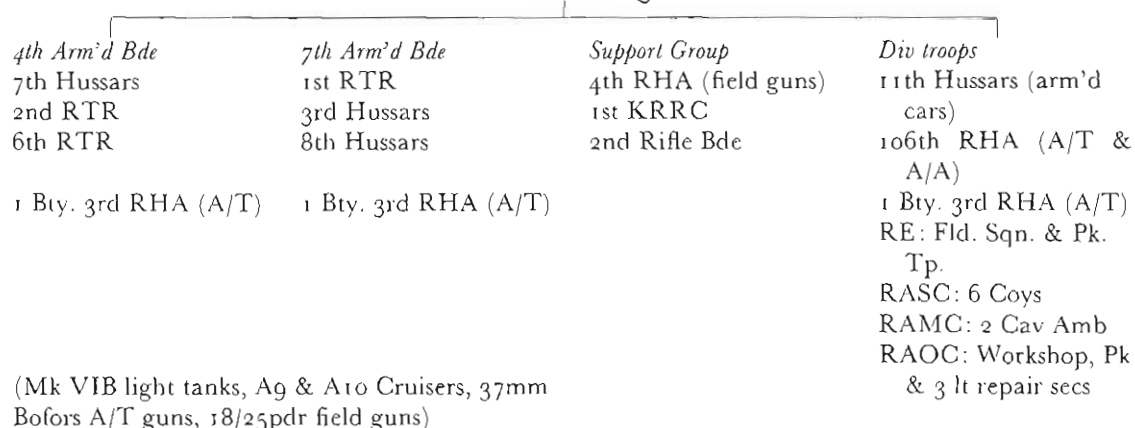 4th Arm'd Bde
7th Hussars
2nd RTR
6th RTR
1 Bty. 3rd RHA (A/T)
7th Arm'd Bde
1st RTR
3rd Hussars
8th Hussars
1 Bty. 3rd RHA (A/T)
Support Group
4th RHA (field guns)
1st KRRC
2nd Rifle Bde
Div troops
11th Hussars (arm'd
cars)
106th RHA (A/T &
A/A)
1 Bty. 3rd RHA (A/T)
RE: Fld. Sqn. & Pk.
Tp.
RASC: 6 Coys
RAMC: 2 Cav Amb
RAOC: Workshop, Pk
& 3 lt repair secs
(Mk VIB light tanks, A9 & A10 Cruisers, 37mm
Bofors A/T guns, 18/25pdr field guns)